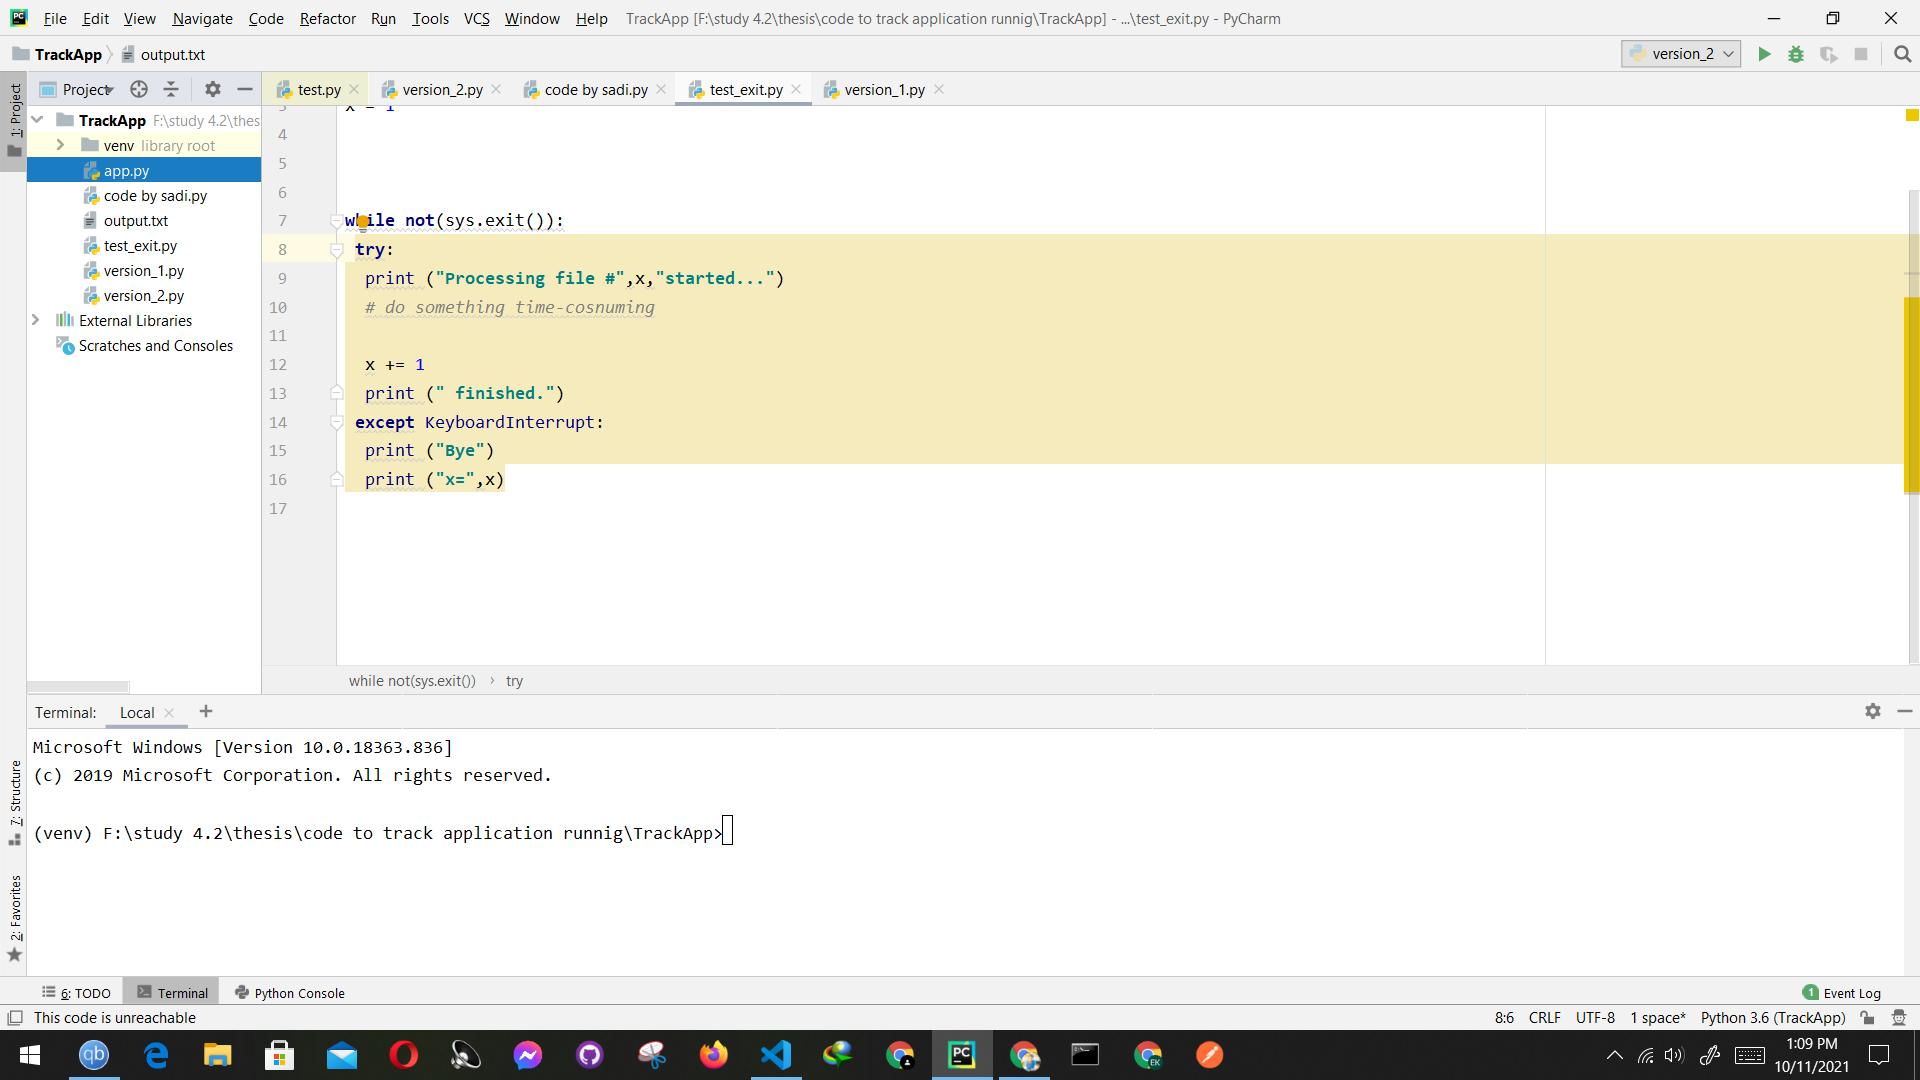 File Edit View Navigate Code Refactor Run Tools VCS Window Help TrackApp [F:\study 4.2\thesis\code to track application runnig\TrackApp] - ...\test_exit.py - PyCharm
TrackApp output.txt version_2
1: Project
Project
test.py version_2.py code by sadi.py test_exit.py version_1.py
TrackApp F:\study 4.2\thes
venv library root
app.py
code by sadi.py
output.txt
test_exit.py
version_1.py
version_2.py
External Libraries
Scratches and Consoles
3 x = 1
4
5
6
7 while not(sys.exit()):
8 try:
9 print ("Processing file #",x,"started...")
10 # do something time-cosnuming
11
12 x += 1
13 print (" finished.")
14 except KeyboardInterrupt:
15 print ("Bye")
16 print ("x=",x)
17
while not(sys.exit()) › try
Terminal: Local +
Microsoft Windows [Version 10.0.18363.836]
(c) 2019 Microsoft Corporation. All rights reserved.
(venv) F:\study 4.2\thesis\code to track application runnig\TrackApp>
7: Structure
2: Favorites
6: TODO Terminal Python Console 1 Event Log
This code is unreachable 8:6 CRLF UTF-8 1 space* Python 3.6 (TrackApp)
qb PC EK
1:09 PM
10/11/2021